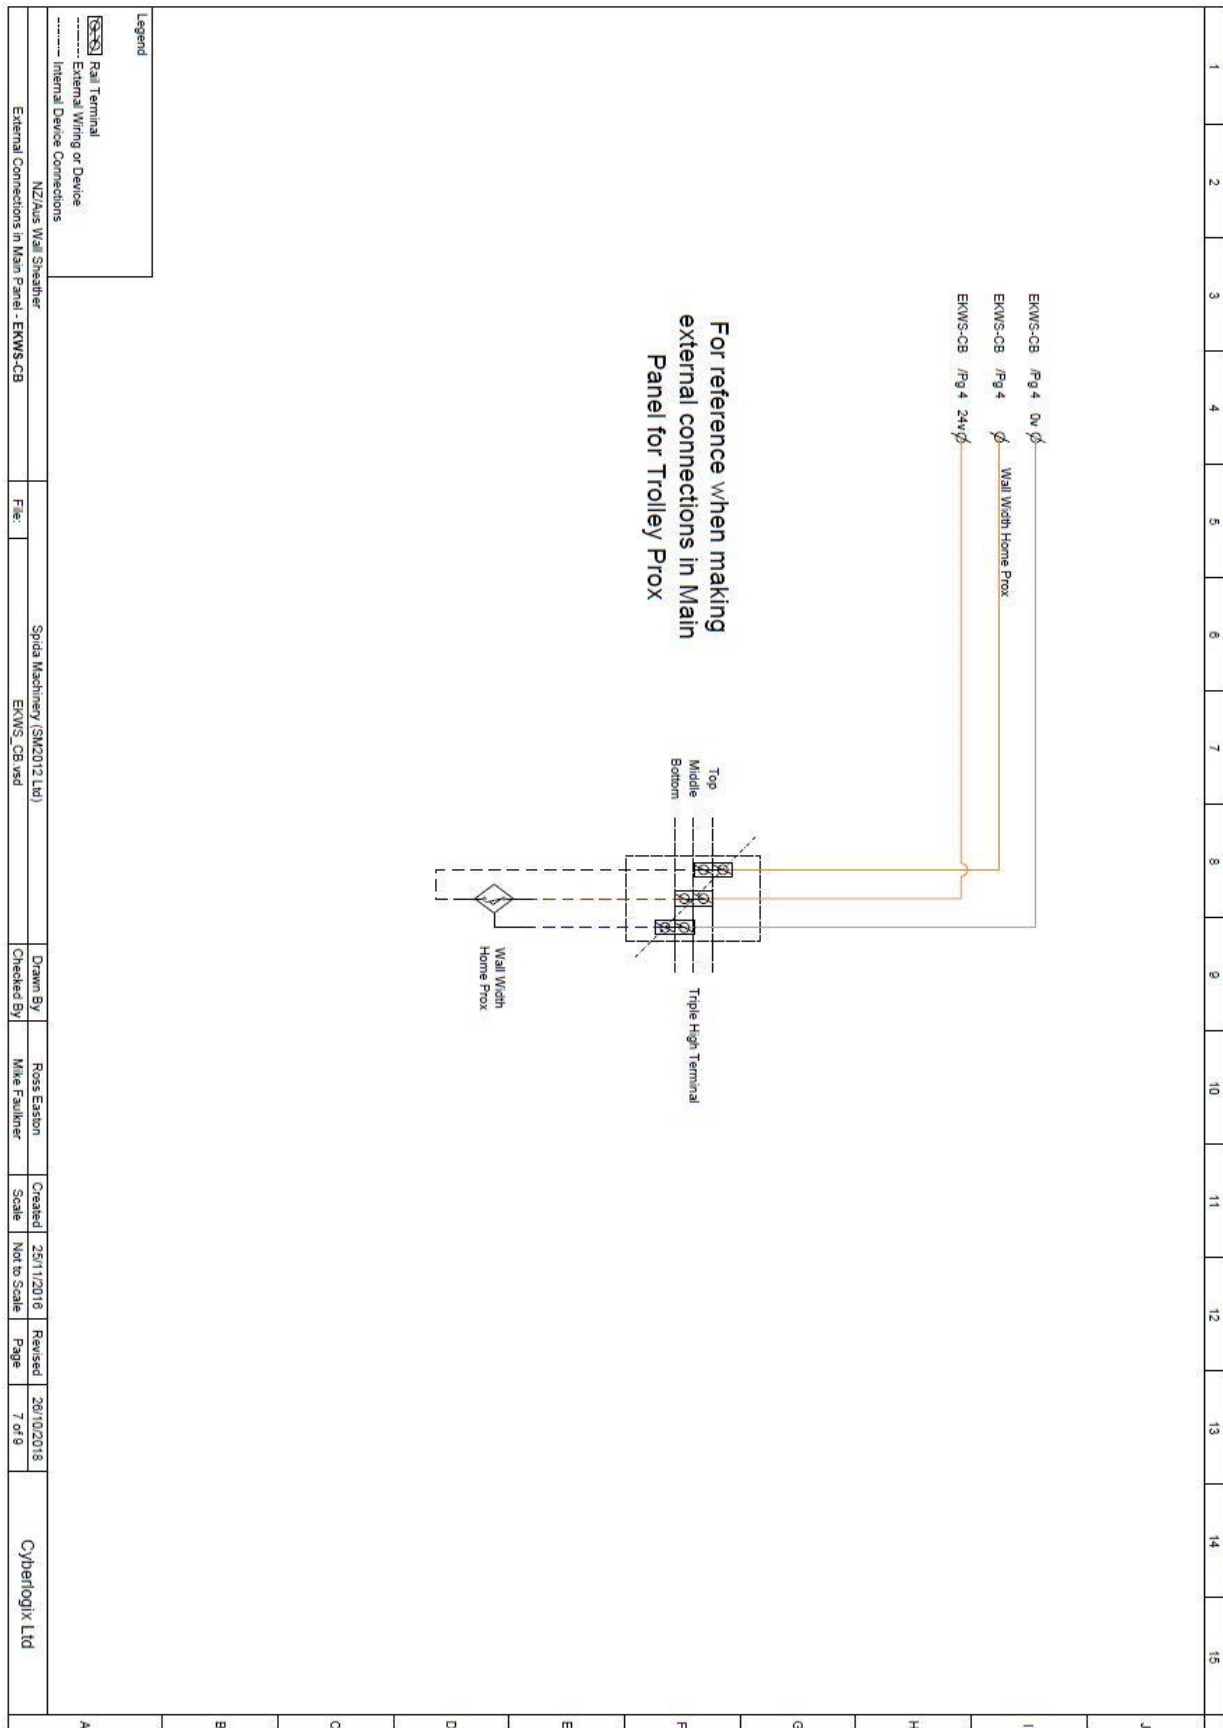 1
2
3
4
5
6
7
8
9
10
11
12
13
14
15
J
I
H
G
F
E
D
C
B
A
EKWS-CB /Pg 4 0v
EKWS-CB /Pg 4
EKWS-CB /Pg 4 24v
Wall Width Home Prox
For reference when making
external connections in Main
Panel for Trolley Prox
Top
Middle
Bottom
Triple High Terminal
Wall Width
Home Prox
Legend
Rail Terminal
External Wiring or Device
Internal Device Connections
NZ/Aus Wall Sheather
External Connections in Main Panel - EKWS-CB
File:
Spida Machinery (SM2012 Ltd)
EKWS_CB.vsd
Drawn By
Ross Easton
Checked By
Mike Faulkner
Created
25/11/2016
Revised
26/10/2018
Scale
Not to Scale
Page
7 of 9
Cyberlogix Ltd